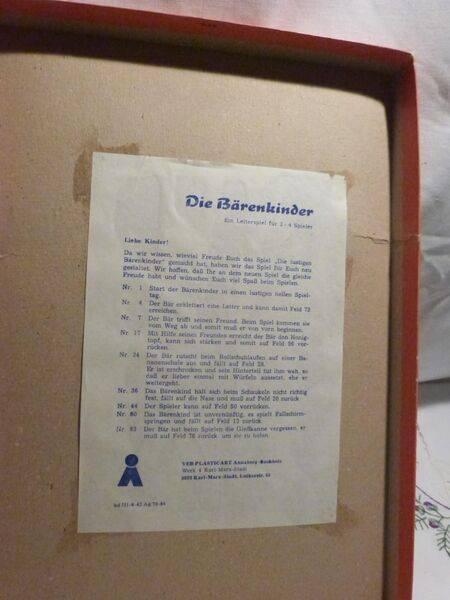 Die Bärenkinder
Ein Leiterspiel für 2 - 4 Spieler
Liebe Kinder!
Da wir wissen, wieviel Freude Euch das Spiel „Die lustigen
Bärenkinder" gemacht hat, haben wir das Spiel für Euch neu
gestaltet. Wir hoffen, daß Ihr an dem neuen Spiel die gleiche
Freude habt und wünschen Euch viel Spaß beim Spielen.
Nr. 1 Start der Bärenkinder in einen lustigen hellen Spiel-
tag.
Nr. 4 Der Bär erklettert eine Leiter und kann damit Feld
erreichen.
Nr. 7 Der Bär trifft seinen Freund. Beim Spiel kommen sie
vom Weg ab und somit muß er von vorn beginnen.
Nr. 17 Mit Hilfe seines Freundes erreicht der Bär den Honig-
topf, kann sich stärken und somit auf Feld vor-
rücken.
Nr. 24 Der Bär rutscht beim Rollschuhlaufen auf einer Ba-
nanenschale aus und fällt auf Feld
Er ist erschrocken und sein Hinterteil tut ihm weh, so
daß er lieber einmal mit Würfeln aussetzt, ehe er
weitergeht.
Nr. 36 Das Bärenkind hält sich beim Schaukeln nicht richtig
fest, fällt auf die Nase und muß auf Feld 20 zurück
Nr. 44 Der Spieler kann auf Feld 50 vorrücken.
Nr. 60 Das Bärenkind ist unvernünftig, es spielt Fallschirm-
springen und fällt auf Feld 13 zurück
Nr. Der Bär hat beim Spielen die Gießkanne vergessen, er
muß auf Feld 76 zurück um sie zu holen
VEB PLASTICART Annaberg-Buchholz
Werk 4 Karl-Marx-Stadt
Karl-Marx-Stadt,